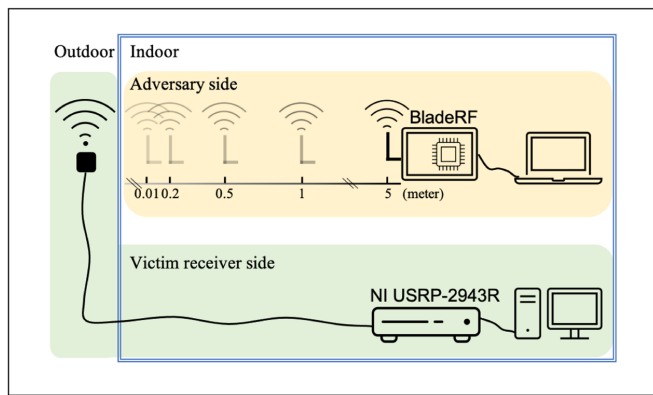 Outdoor Indoor
Adversary side
BladeRF
0.01 0.2 0.5 1 5 (meter)
Victim receiver side
NI USRP-2943R